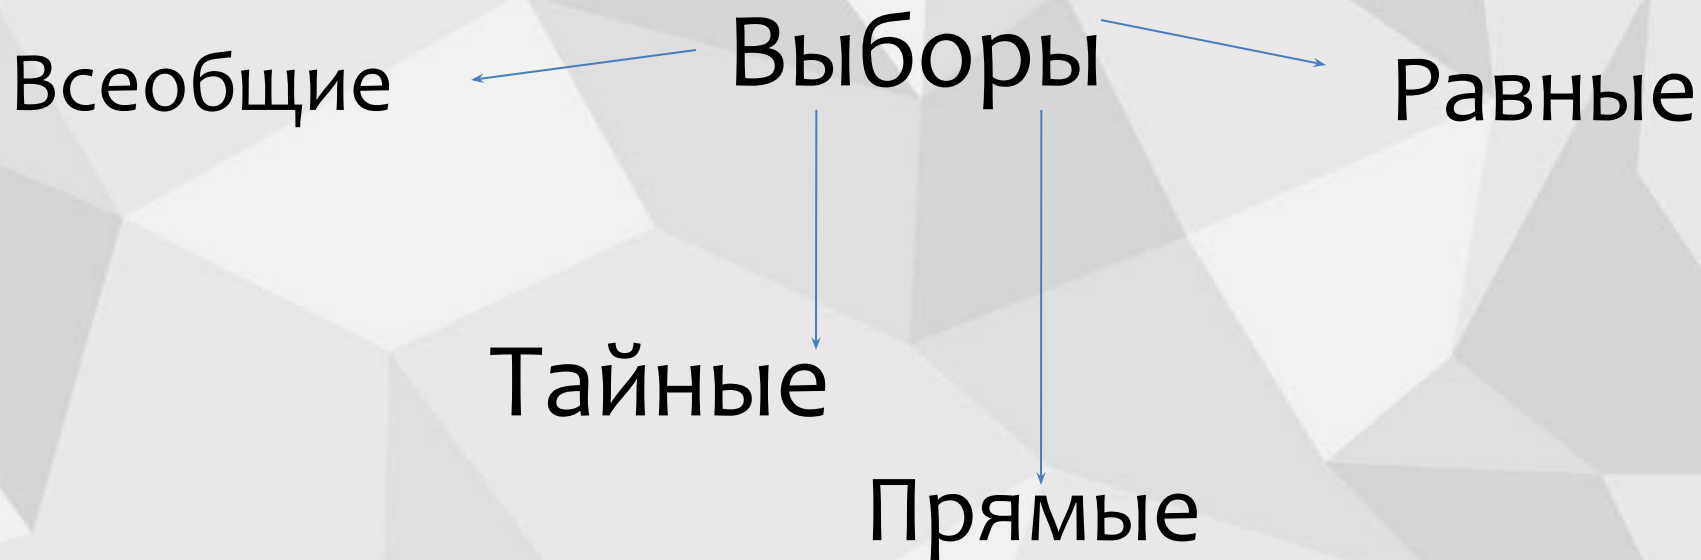 Выборы
Всеобщие
Равные
Тайные
Прямые